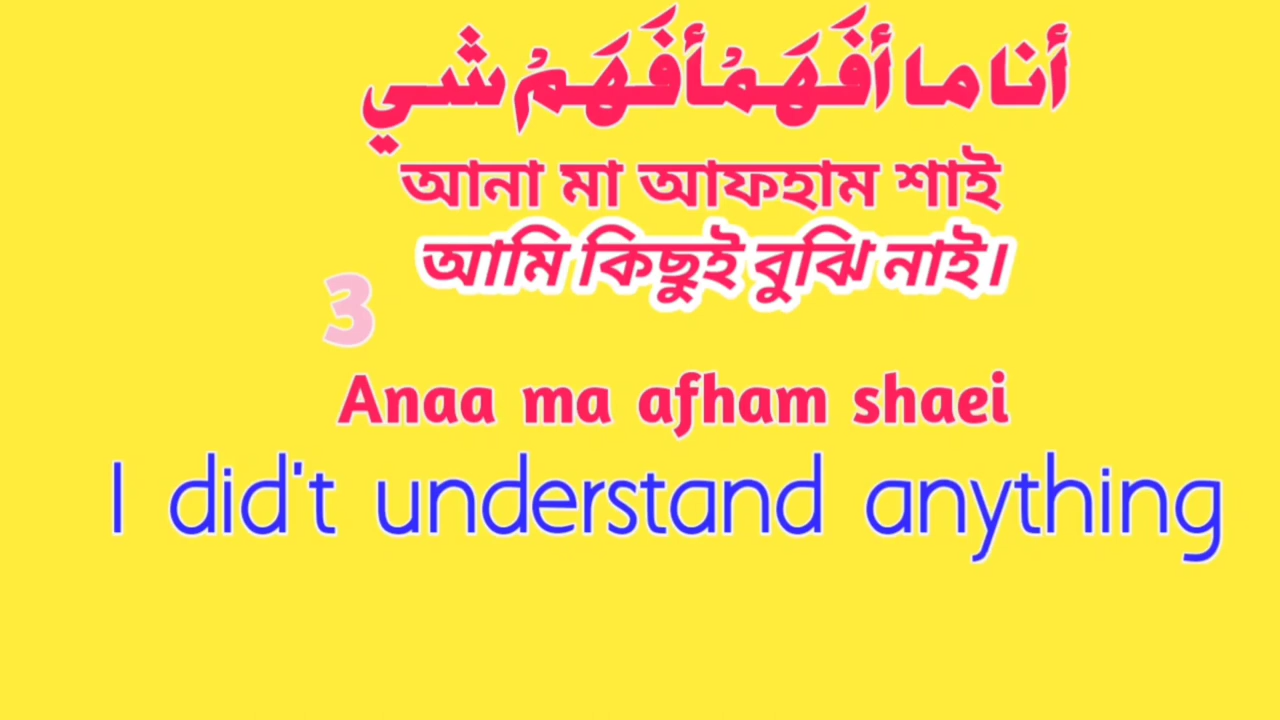 أنا ما أَفَهَمُ أَفَهَمُ شي
আনা মা আফহাম শাই
আমি কিছুই বুঝি নাই।
3
Anaa ma afham shaei
I did't understand anything